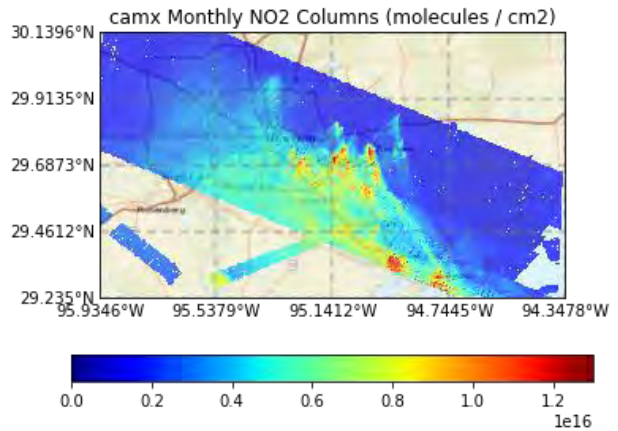 camx Monthly NO2 Columns (molecules / cm2)
30.1396°N
29.9135°N
29.6873°N
29.4612°N
29.235°N
95.9346°W 95.5379°W 95.1412°W 94.7445°W 94.3478°W
0.0 0.2 0.4 0.6 0.8 1.0 1.2
1e16